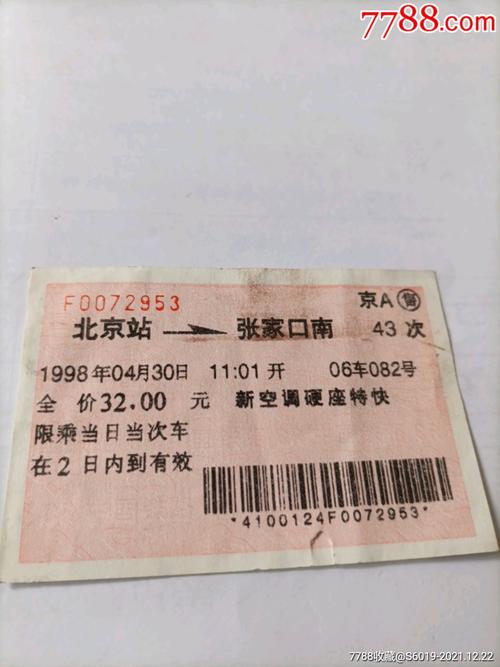 7788.com
F0072953 京A 售
北京站 → 张家口南 43次
1998年04月30日 11:01开 06车082号
全 价32.00 元 新空调硬座特快
限乘当日当次车
在2日内到有效
*4100124F0072953*
7788收藏@S6019-2021.12.22